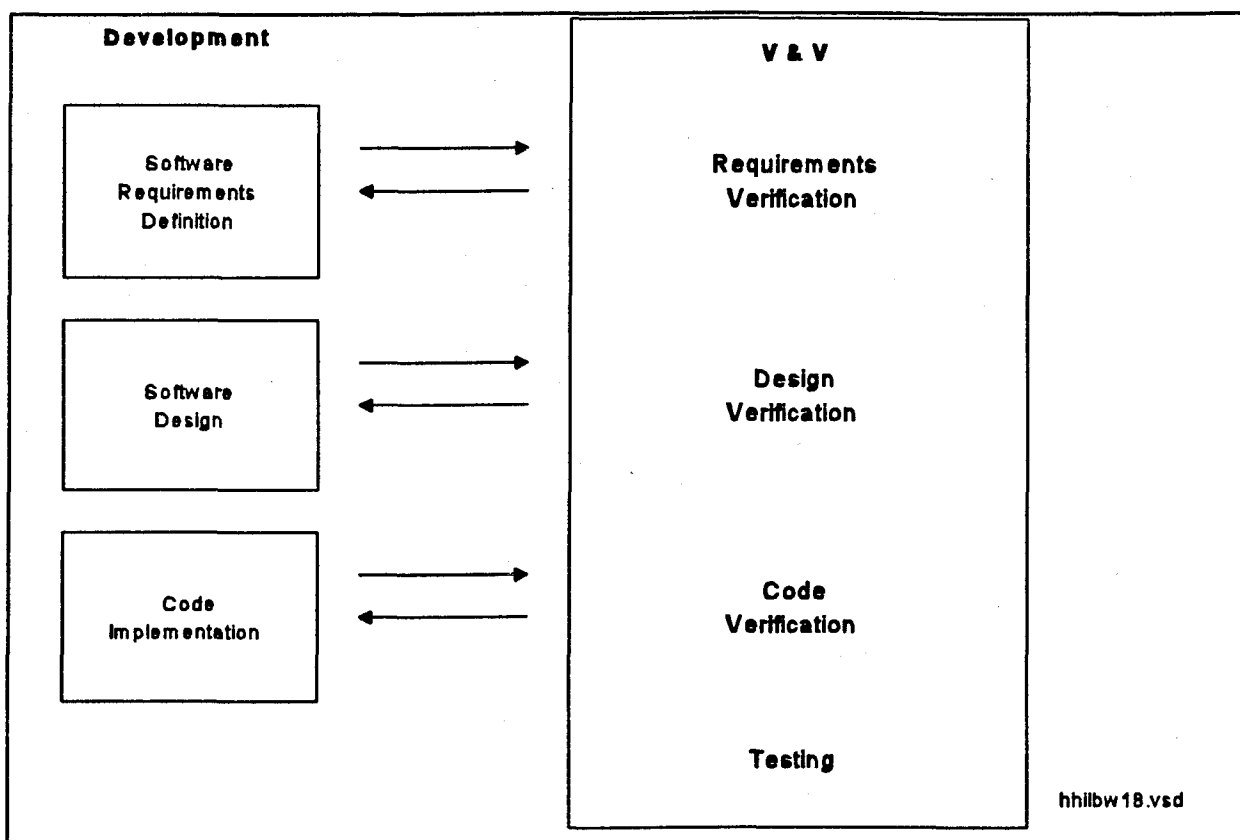 Development
V & V
Software
Requirements
Definition
Requirements
Verification
Software
Design
Design
Verification
Code
Implementation
Code
Verification
Testing
hhilbw18.vsd